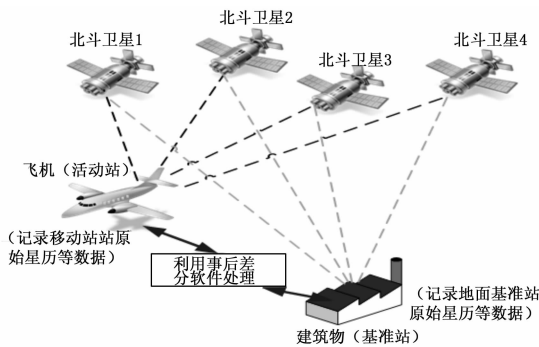 北斗卫星1
北斗卫星2
北斗卫星3
北斗卫星4
飞机（活动站）
（记录移动站站原
始星历等数据）
利用事后差
分软件处理
（记录地面基准站
原始星历等数据）
建筑物（基准站）